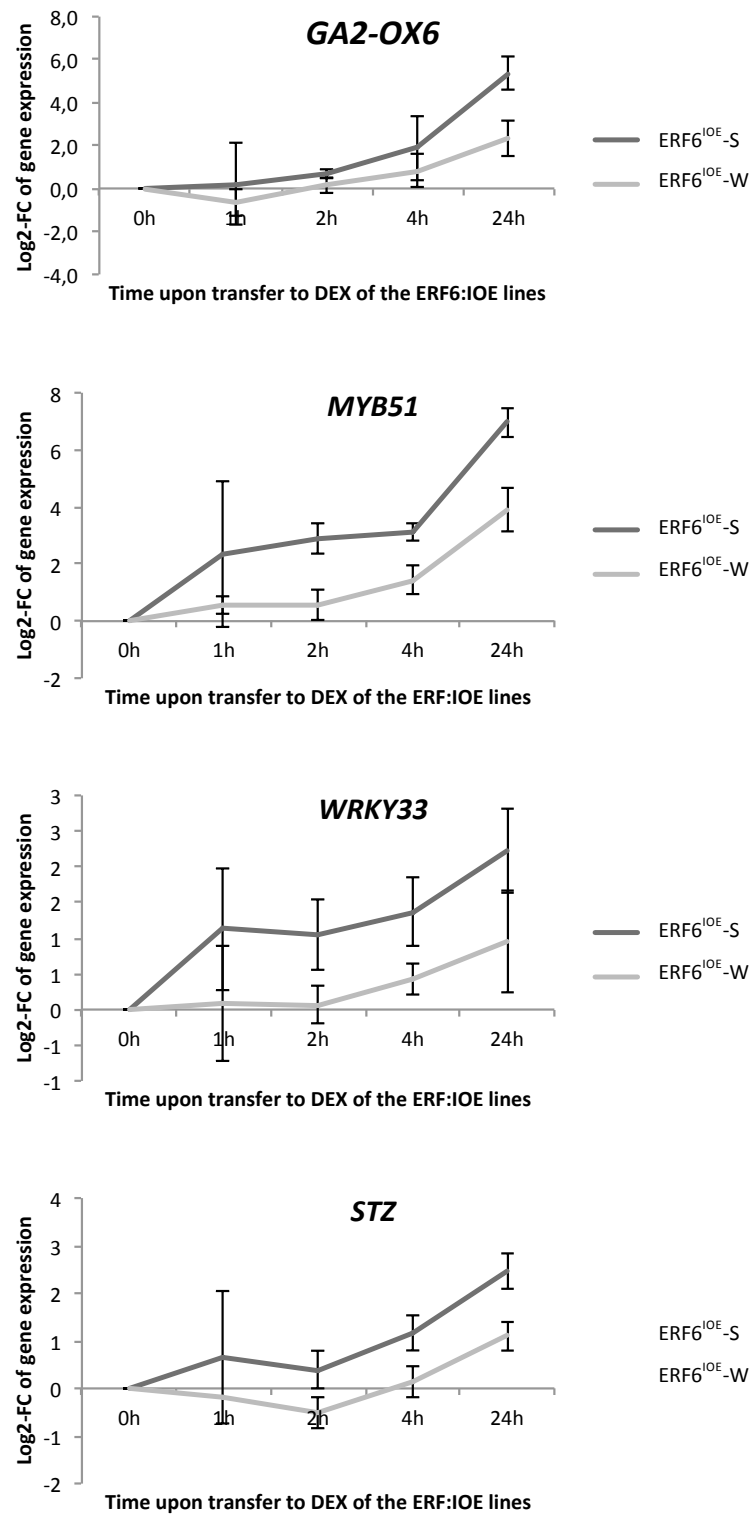 GA2-OX6
Log2-FC of gene expression
8,0
6,0
4,0
2,0
0,0
-2,0
-4,0
0h 1h 2h 4h 24h
Time upon transfer to DEX of the ERF6:IOE lines
ERF6IOE-S
ERF6IOE-W
MYB51
Log2-FC of gene expression
8
6
4
2
0
-2
0h 1h 2h 4h 24h
Time upon transfer to DEX of the ERF:IOE lines
ERF6IOE-S
ERF6IOE-W
WRKY33
Log2-FC of gene expression
3
3
2
2
1
1
0
-1
-1
0h 1h 2h 4h 24h
Time upon transfer to DEX of the ERF:IOE lines
ERF6IOE-S
ERF6IOE-W
STZ
Log2-FC of gene expression
4
3
2
1
0
-1
-2
0h 1h 2h 4h 24h
Time upon transfer to DEX of the ERF:IOE lines
ERF6IOE-S
ERF6IOE-W